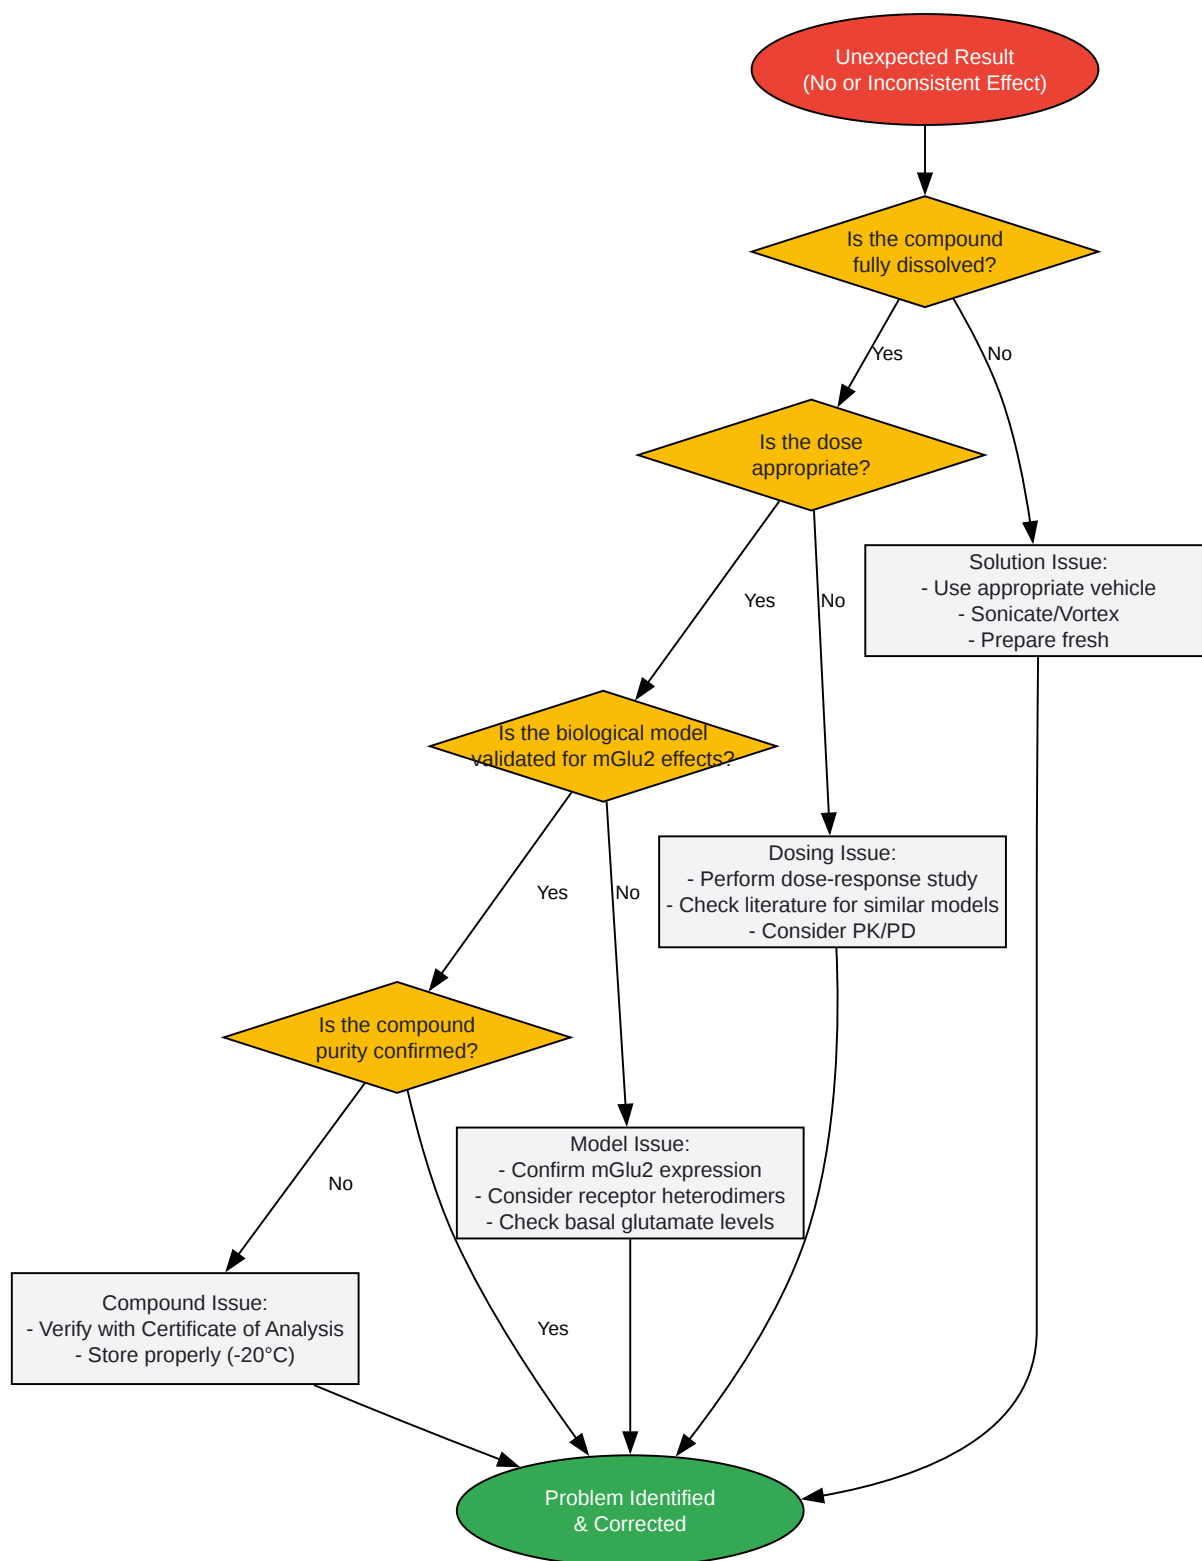 Unexpected Result
(No or Inconsistent Effect)
Is the compound
fully dissolved?
Yes
No
Is the dose
appropriate?
Yes
No
Solution Issue:
- Use appropriate vehicle
- Sonicate/Vortex
- Prepare fresh
Is the biological model
validated for mGlu2 effects?
Yes
No
Dosing Issue:
- Perform dose-response study
- Check literature for similar models
- Consider PK/PD
Is the compound
purity confirmed?
No
Yes
Model Issue:
- Confirm mGlu2 expression
- Consider receptor heterodimers
- Check basal glutamate levels
Compound Issue:
- Verify with Certificate of Analysis
- Store properly (-20°C)
Problem Identified
& Corrected